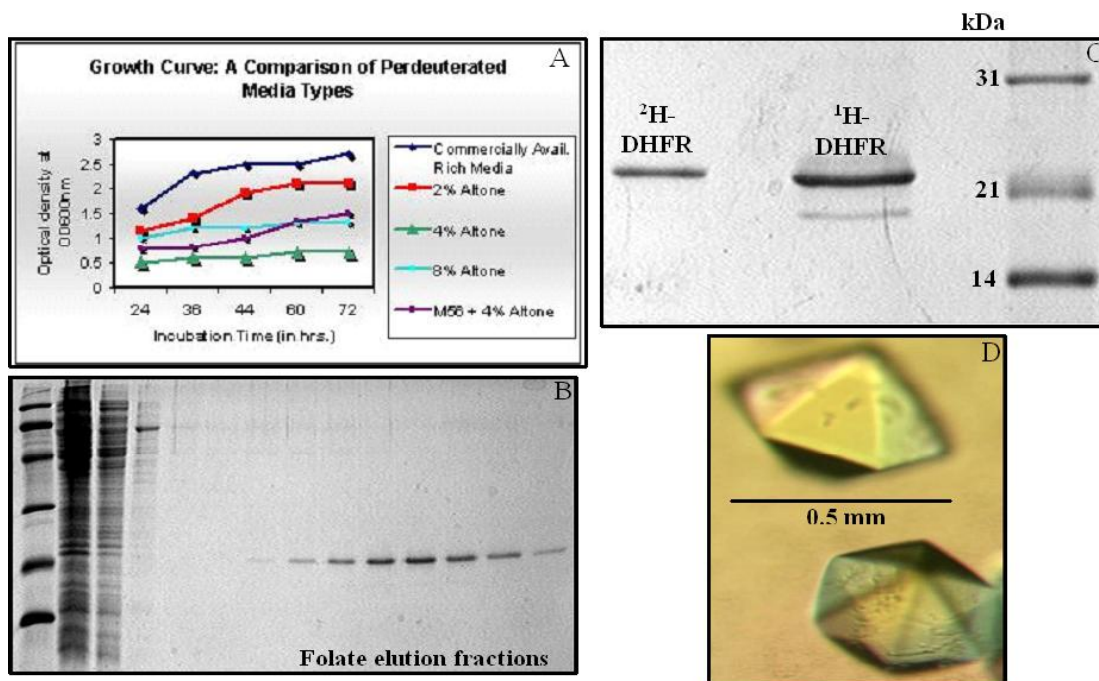 A
Growth Curve: A Comparison of Perdeuterated
Media Types
Optical density at
OD600nm
3
2.5
2
1.5
1
0.5
0
24 36 44 60 72
Incubation Time (in hrs.)
Commercially Avail.
Rich Media
2% Altone
4% Altone
8% Altone
M56 + 4% Altone
B
Folate elution fractions
kDa
C
31
²H-
DHFR
¹H-
DHFR
21
14
D
0.5 mm